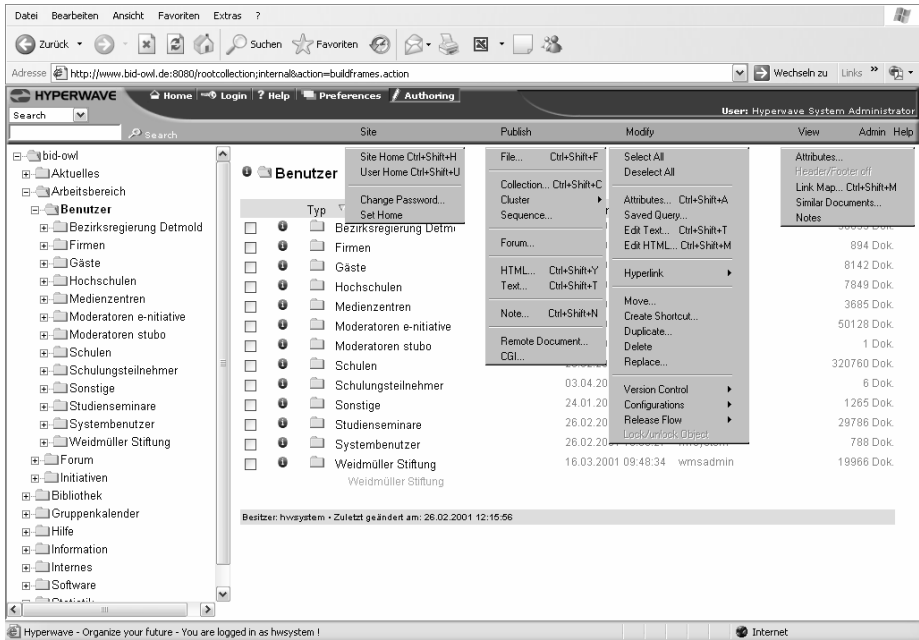 Datei Bearbeiten Ansicht Favoriten Extras ?
Zurück Suchen Favoriten
Adresse http://www.bid-owl.de:8080/rootcollection;internal&action=buildframes.action Wechseln zu Links »
HYPERWAVE Home Login ? Help Preferences Authoring
User: Hyperwave System Administrator
Search
Search Site Publish Modify View Admin Help
bid-owl
Aktuelles
Arbeitsbereich
Benutzer
Bezirksregierung Detmold
Firmen
Gäste
Hochschulen
Medienzentren
Moderatoren e-nitiative
Moderatoren stubo
Schulen
Schulungsteilnehmer
Sonstige
Studienseminare
Systembenutzer
Weidmüller Stiftung
Forum
Initiativen
Bibliothek
Gruppenkalender
Hilfe
Information
Internes
Software
Statistik
Benutzer
Typ
Site Home Ctrl+Shift+H
User Home Ctrl+Shift+U
Change Password...
Set Home
File... Ctrl+Shift+F
Collection... Ctrl+Shift+C
Cluster
Sequence...
Forum...
HTML... Ctrl+Shift+Y
Text... Ctrl+Shift+T
Note... Ctrl+Shift+N
Remote Document...
CGI...
Select All
Deselect All
Attributes... Ctrl+Shift+A
Saved Query...
Edit Text... Ctrl+Shift+T
Edit HTML... Ctrl+Shift+M
Hyperlink
Move...
Create Shortcut...
Duplicate...
Delete
Replace...
Version Control
Configurations
Release Flow
Lock/unlock Object
Attributes...
Header/Footer off
Link Map... Ctrl+Shift+M
Similar Documents...
Notes
Bezirksregierung Detm
Firmen 894 Dok.
Gäste 8142 Dok.
Hochschulen 7849 Dok.
Medienzentren 3685 Dok.
Moderatoren e-nitiative 50128 Dok.
Moderatoren stubo 1 Dok.
Schulen 320760 Dok.
Schulungsteilnehmer 03.04.20 6 Dok.
Sonstige 24.01.20 1265 Dok.
Studienseminare 26.02.20 29786 Dok.
Systembenutzer 26.02.20 788 Dok.
Weidmüller Stiftung 16.03.2001 09:48:34 wmsadmin 19966 Dok.
Weidmüller Stiftung
Besitzer: hwsystem • Zuletzt geändert am: 26.02.2001 12:15:56
Hyperwave - Organize your future - You are logged in as hwsystem ! Internet